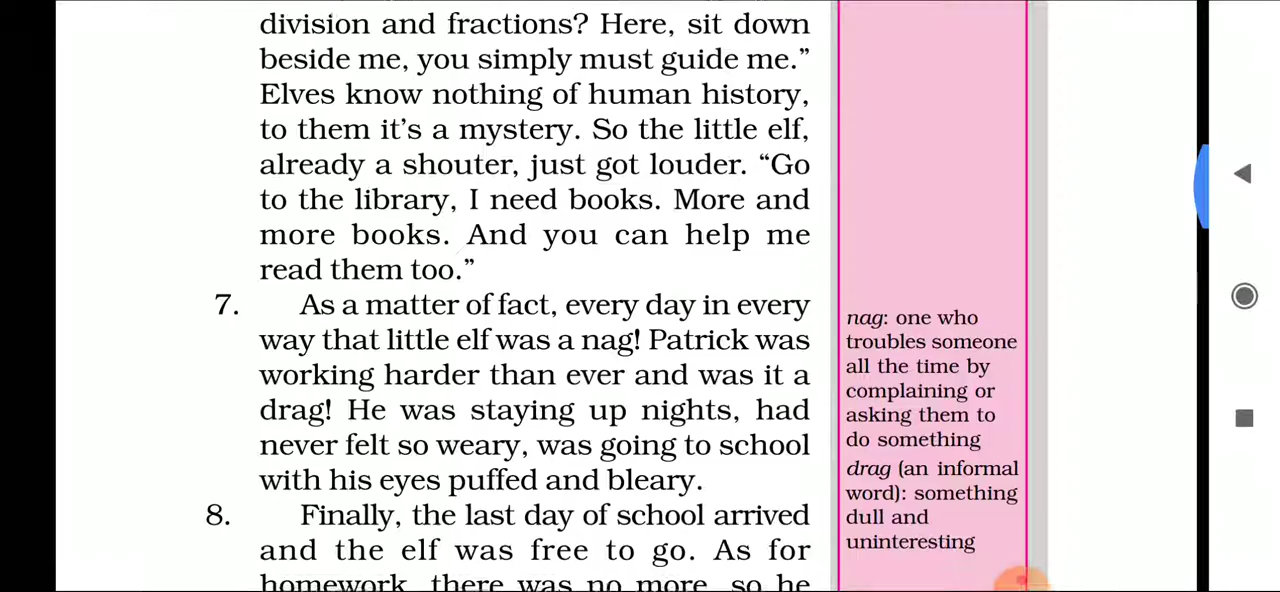 division and fractions? Here, sit down
beside me, you simply must guide me.”
Elves know nothing of human history,
to them it’s a mystery. So the little elf,
already a shouter, just got louder. “Go
to the library, I need books. More and
more books. And you can help me
read them too.”
7. As a matter of fact, every day in every
way that little elf was a nag! Patrick was
working harder than ever and was it a
drag! He was staying up nights, had
never felt so weary, was going to school
with his eyes puffed and bleary.
8. Finally, the last day of school arrived
and the elf was free to go. As for
homework, there was no more, so he
nag: one who
troubles someone
all the time by
complaining or
asking them to
do something
drag (an informal
word): something
dull and
uninteresting